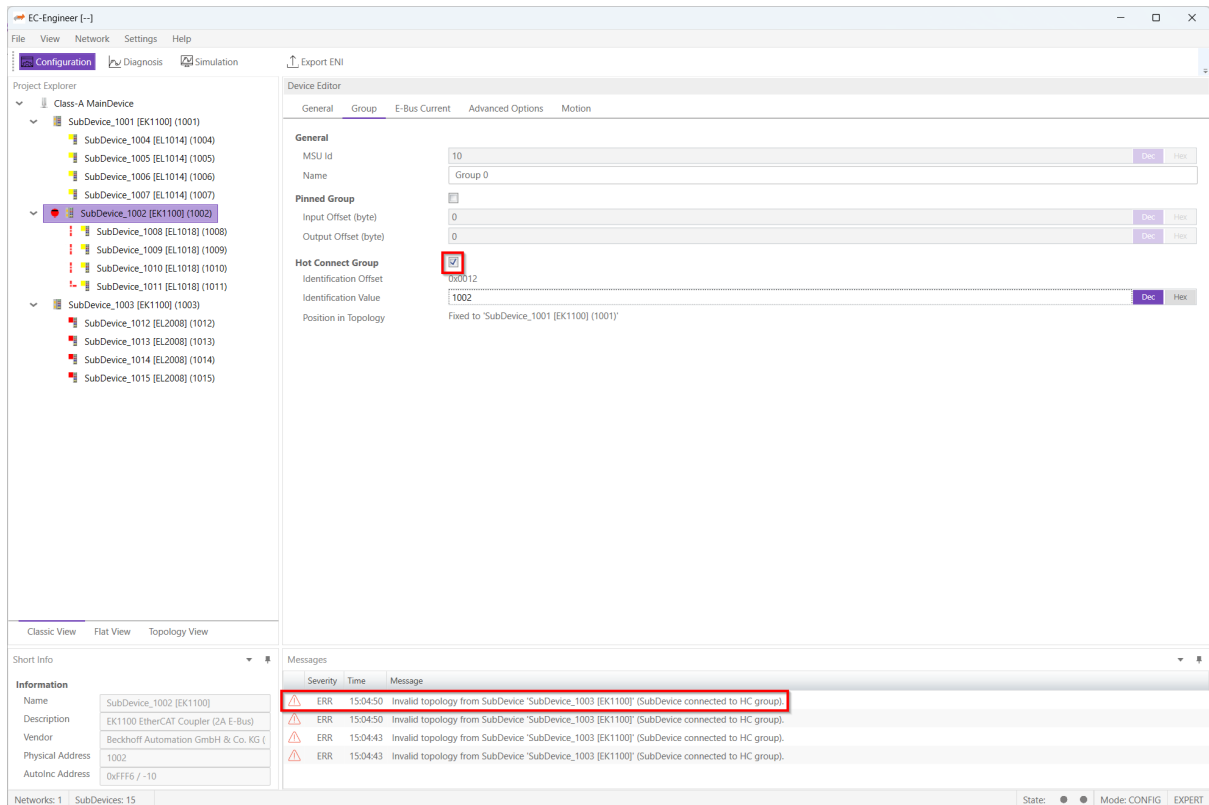 EC-Engineer [--]
File View Network Settings Help
Configuration Diagnosis Simulation Export ENI
Project Explorer
Class-A MainDevice
SubDevice_1001 [EK1100] (1001)
SubDevice_1004 [EL1014] (1004)
SubDevice_1005 [EL1014] (1005)
SubDevice_1006 [EL1014] (1006)
SubDevice_1007 [EL1014] (1007)
SubDevice_1002 [EK1100] (1002)
SubDevice_1008 [EL1018] (1008)
SubDevice_1009 [EL1018] (1009)
SubDevice_1010 [EL1018] (1010)
SubDevice_1011 [EL1018] (1011)
SubDevice_1003 [EK1100] (1003)
SubDevice_1012 [EL2008] (1012)
SubDevice_1013 [EL2008] (1013)
SubDevice_1014 [EL2008] (1014)
SubDevice_1015 [EL2008] (1015)
Classic View Flat View Topology View
Device Editor
General Group E-Bus Current Advanced Options Motion
General
MSU Id 10 Dec Hex
Name Group 0
Pinned Group
Input Offset (byte) 0 Dec Hex
Output Offset (byte) 0 Dec Hex
Hot Connect Group
Identification Offset 0x0012
Identification Value 1002 Dec Hex
Position in Topology Fixed to 'SubDevice_1001 [EK1100] (1001)'
Short Info
Information
Name SubDevice_1002 [EK1100]
Description EK1100 EtherCAT Coupler (2A E-Bus)
Vendor Beckhoff Automation GmbH & Co. KG (
Physical Address 1002
AutoInc Address 0xFFF6 / -10
Messages
Severity Time Message
ERR 15:04:50 Invalid topology from SubDevice 'SubDevice_1003 [EK1100]' (SubDevice connected to HC group).
ERR 15:04:50 Invalid topology from SubDevice 'SubDevice_1003 [EK1100]' (SubDevice connected to HC group).
ERR 15:04:43 Invalid topology from SubDevice 'SubDevice_1003 [EK1100]' (SubDevice connected to HC group).
ERR 15:04:43 Invalid topology from SubDevice 'SubDevice_1003 [EK1100]' (SubDevice connected to HC group).
Networks: 1 SubDevices: 15 State: Mode: CONFIG EXPERT